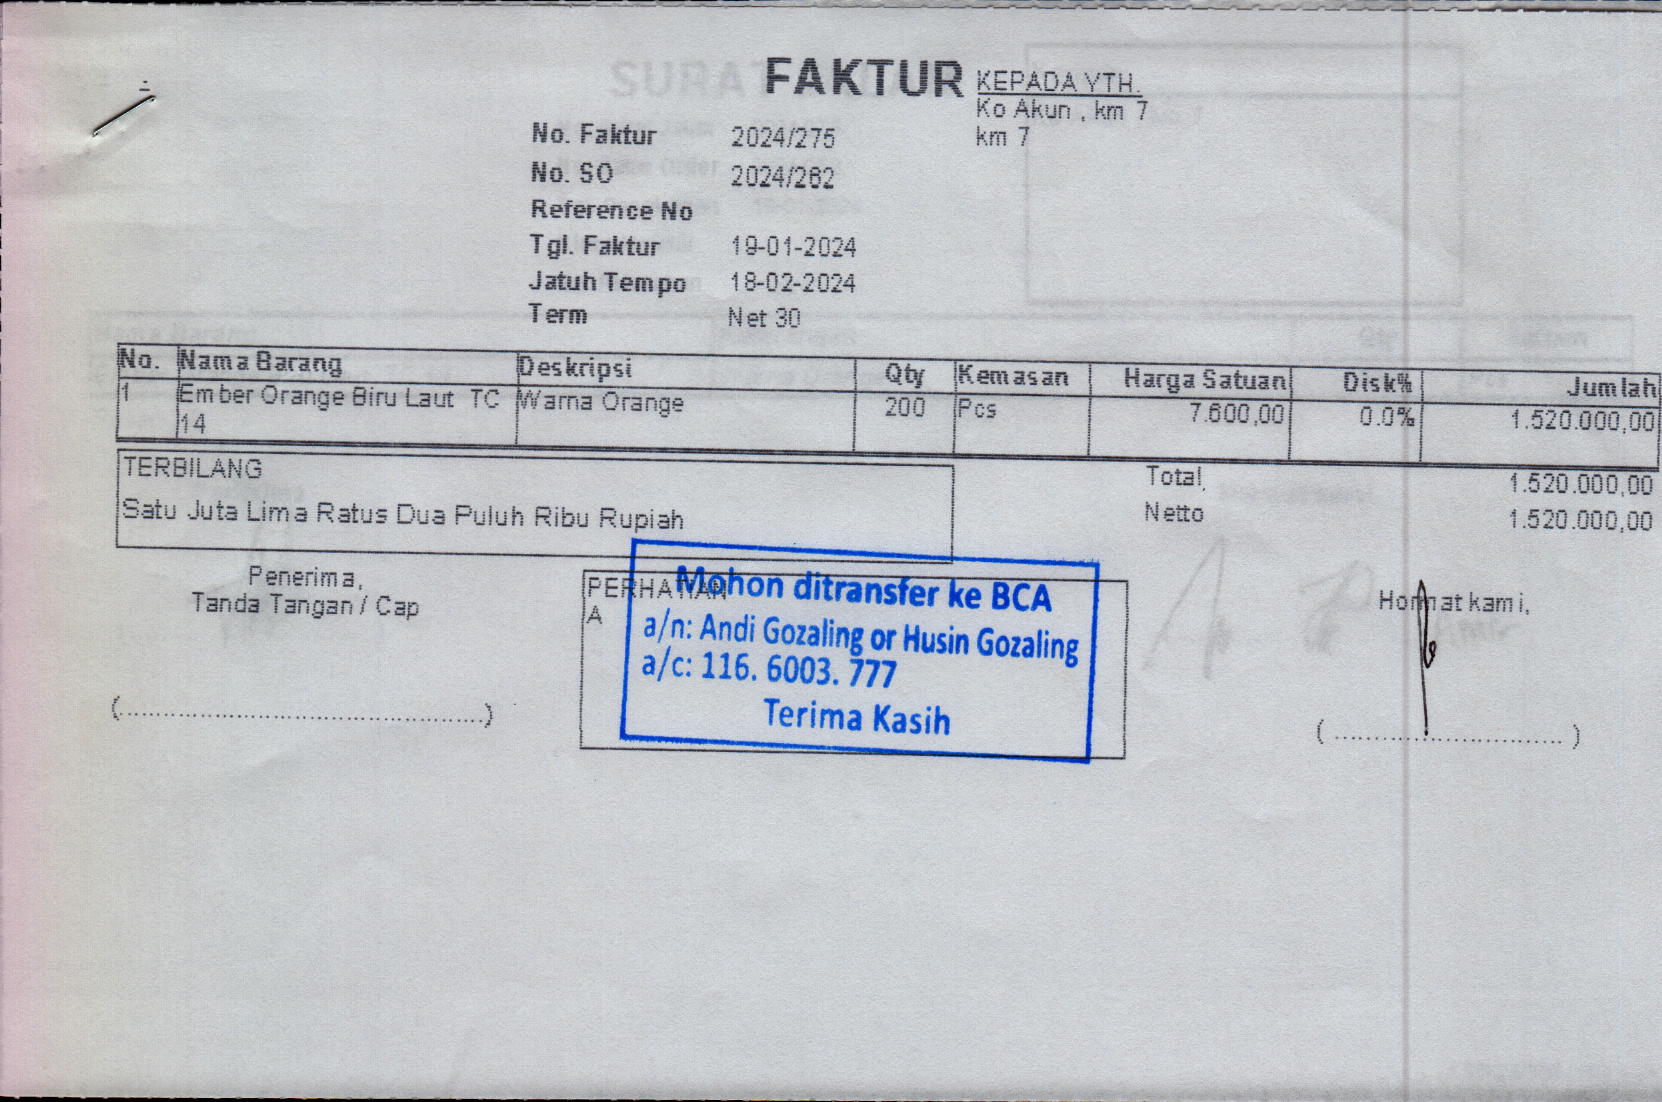 FAKTUR
KEPADA YTH.
Ko Akun , km 7
km 7
No. Faktur 2024/275
No. SO 2024/262
Reference No
Tgl. Faktur 19-01-2024
Jatuh Tempo 18-02-2024
Term Net 30
No. Nama Barang Deskripsi Qty Kemasan Harga Satuan Disk% Jumlah
1 Ember Orange Biru Laut TC Warna Orange 200 Pcs 7.600,00 0.0% 1.520.000,00
14
TERBILANG
Satu Juta Lima Ratus Dua Puluh Ribu Rupiah
Total 1.520.000,00
Netto 1.520.000,00
Penerima,
Tanda Tangan / Cap
(......................................................)
PERHATIAN
A
Mohon ditransfer ke BCA
a/n: Andi Gozaling or Husin Gozaling
a/c: 116. 6003. 777
Terima Kasih
Hormat kami,
( .................................. )